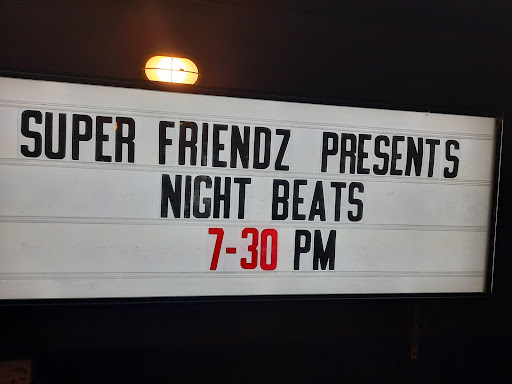 SUPER FRIENDZ PRESENTS
NIGHT BEATS
7-30 PM